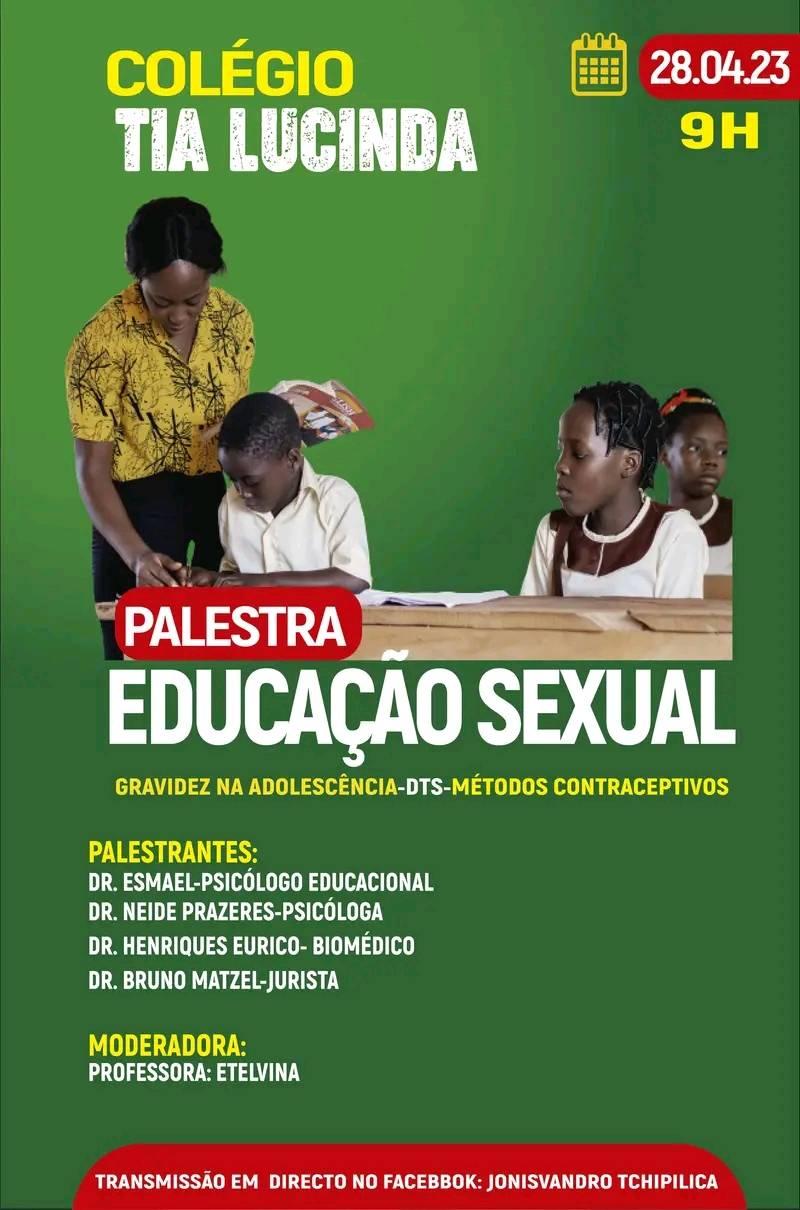 COLÉGIO
TIA LUCINDA
28.04.23
9H
PALESTRA
EDUCAÇÃO SEXUAL
GRAVIDEZ NA ADOLESCÊNCIA-DTS-MÉTODOS CONTRACEPTIVOS
PALESTRANTES:
DR. ESMAEL-PSICÓLOGO EDUCACIONAL
DR. NEIDE PRAZERES-PSICÓLOGA
DR. HENRIQUES EURICO- BIOMÉDICO
DR. BRUNO MATZEL-JURISTA
MODERADORA:
PROFESSORA: ETELVINA
TRANSMISSÃO EM DIRECTO NO FACEBBOK: JONISVANDRO TCHIPILICA